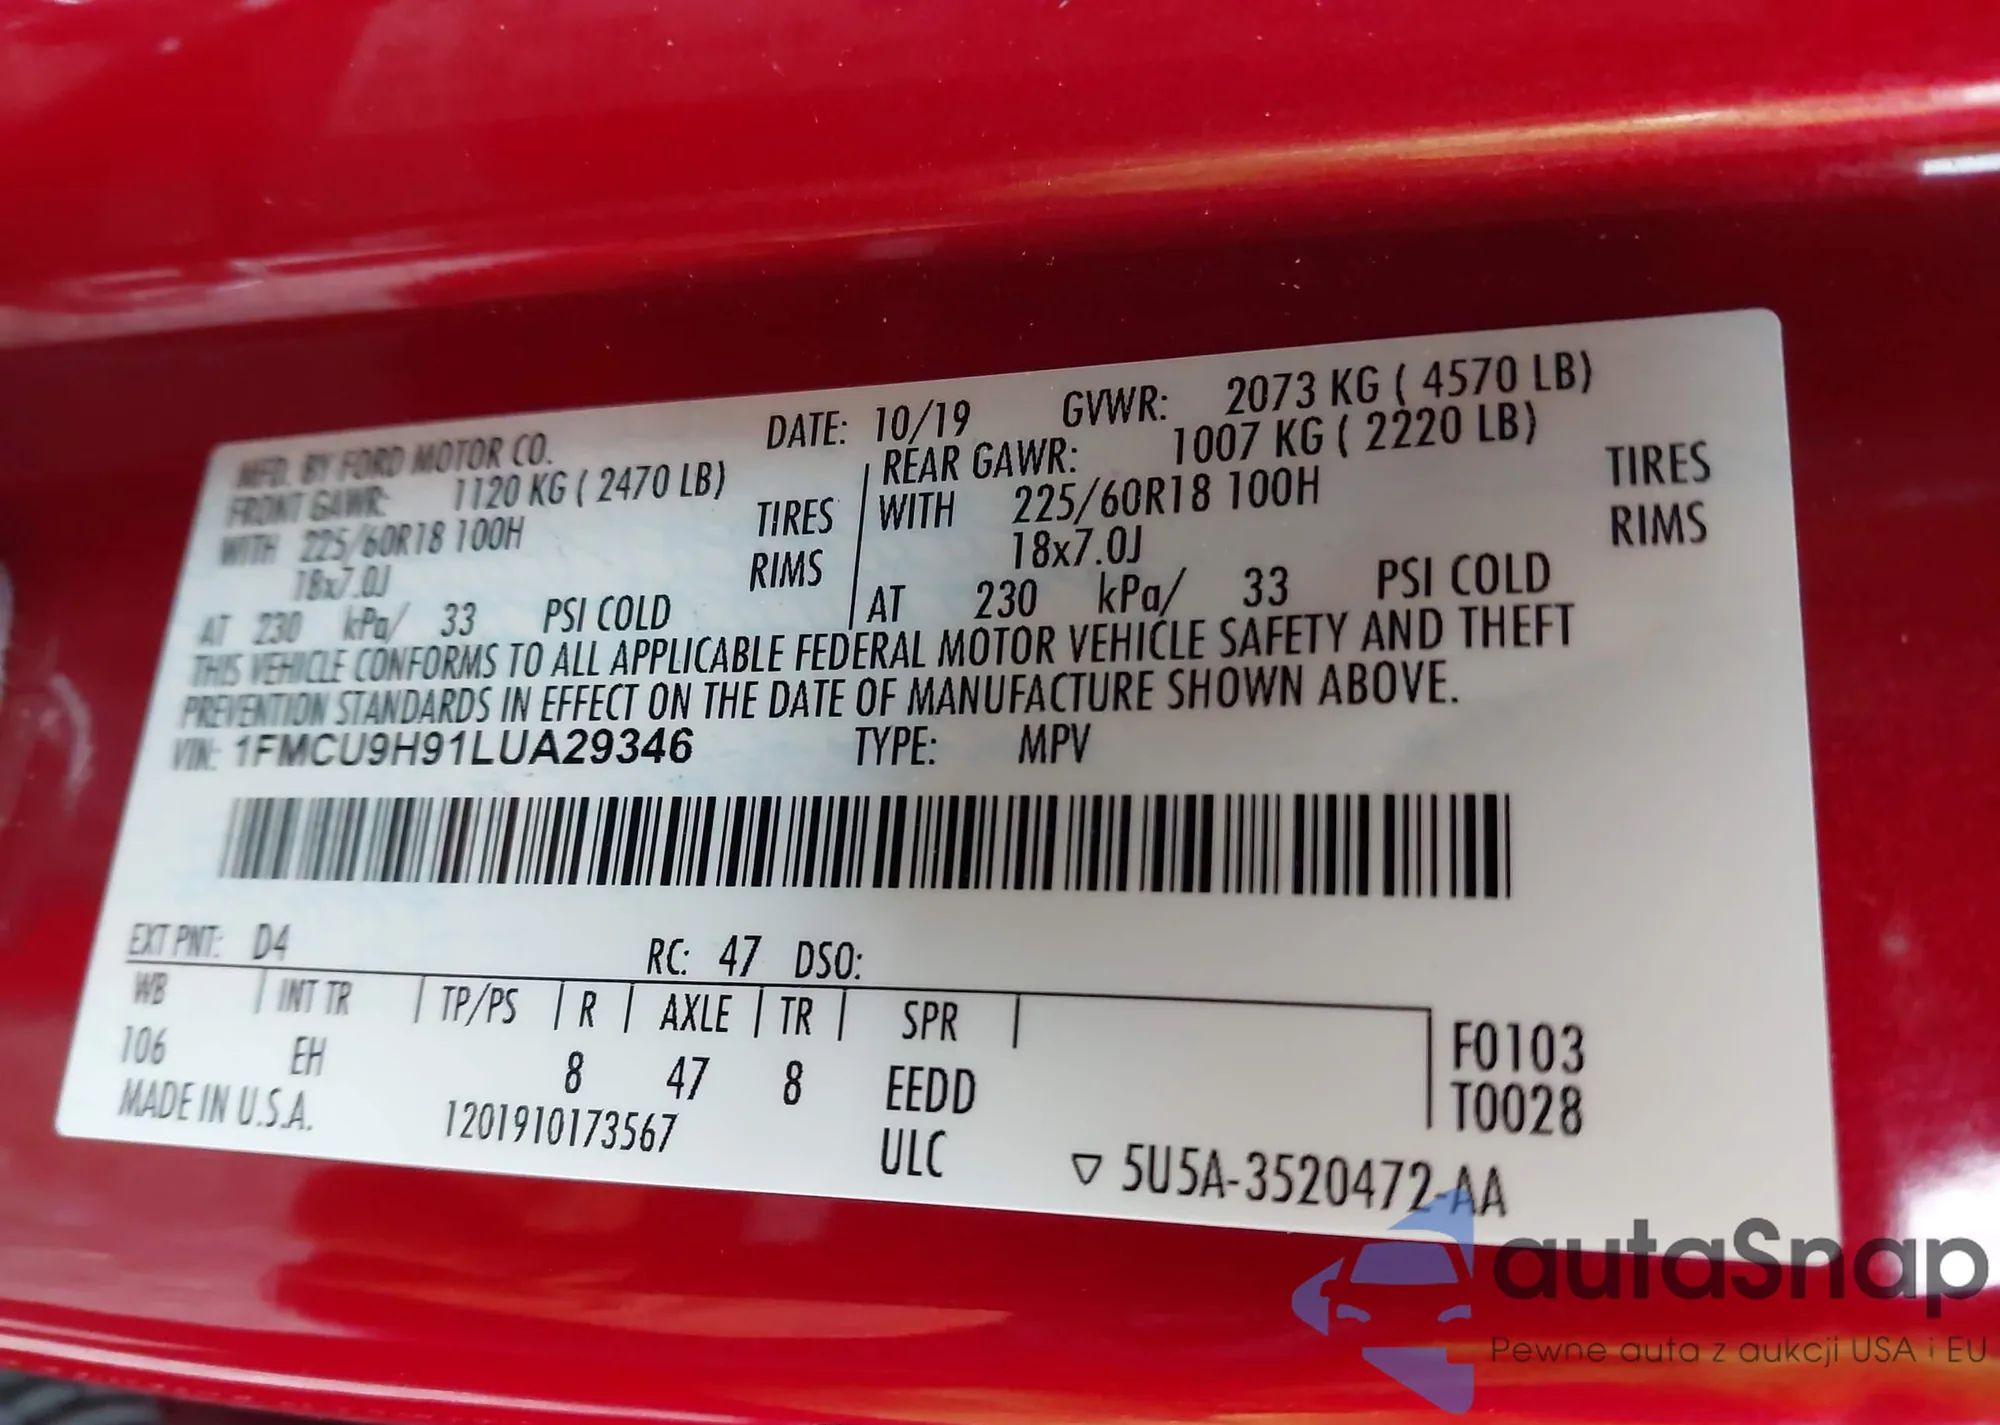 MFD. BY FORD MOTOR CO. DATE: 10/19 GVWR: 2073 KG ( 4570 LB)
FRONT GAWR: 1120 KG ( 2470 LB) REAR GAWR: 1007 KG ( 2220 LB)
WITH 225/60R18 100H TIRES WITH 225/60R18 100H TIRES
18x7.0J RIMS 18x7.0J RIMS
AT 230 kPa/ 33 PSI COLD AT 230 kPa/ 33 PSI COLD
THIS VEHICLE CONFORMS TO ALL APPLICABLE FEDERAL MOTOR VEHICLE SAFETY AND THEFT
PREVENTION STANDARDS IN EFFECT ON THE DATE OF MANUFACTURE SHOWN ABOVE.
VIN: 1FMCU9H91LUA29346 TYPE: MPV
EXT PNT: D4 RC: 47 DSO:
WB INT TR TP/PS R AXLE TR SPR
106 EH 8 47 8 EEDD
F0103
T0028
MADE IN U.S.A. 1201910173567 ULC ▽ 5U5A-3520472-AA
autaSnap
Pewne auta z aukcji USA i EU